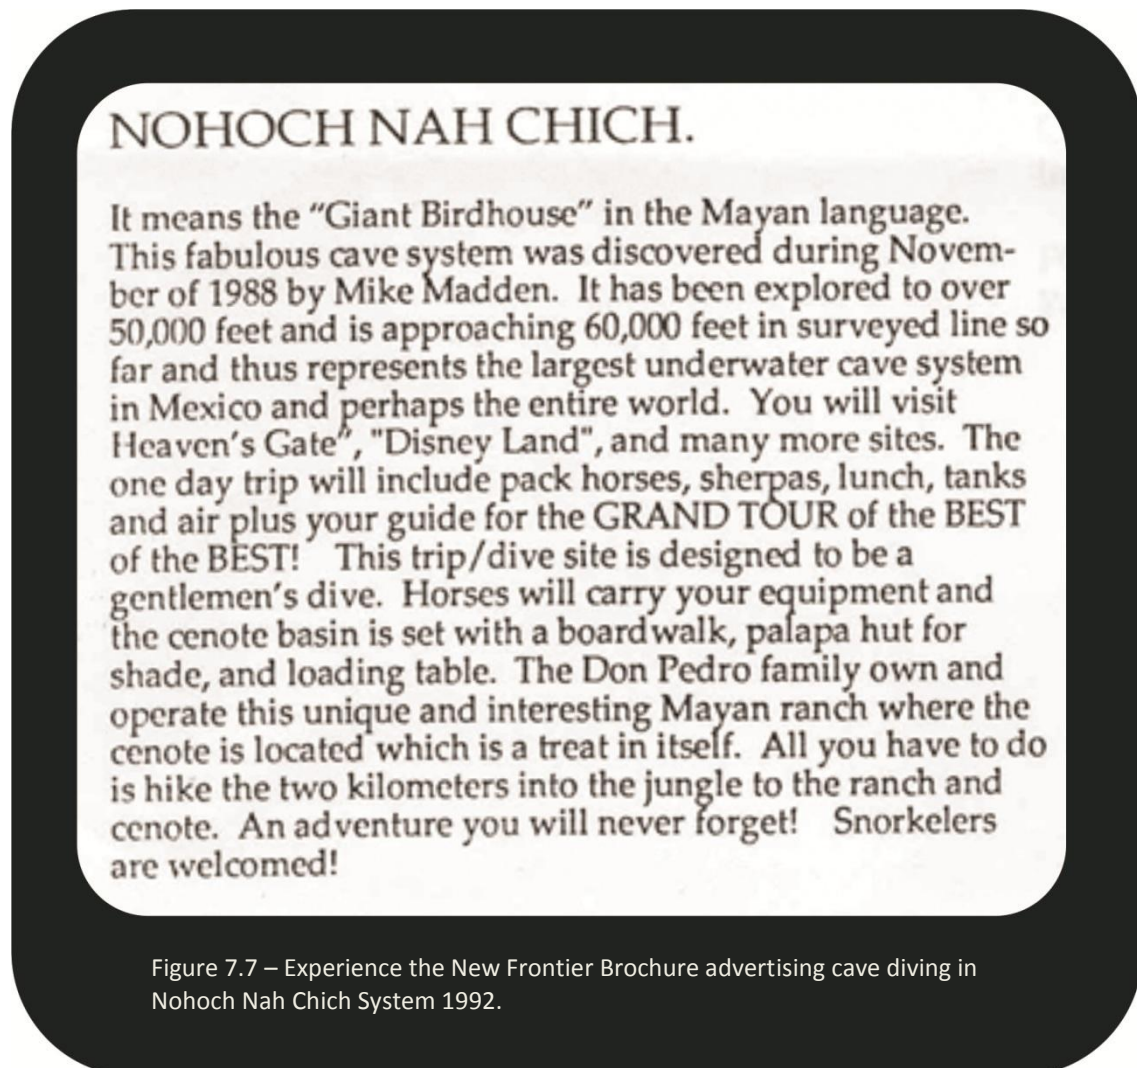 NOHOCH NAH CHICH.
It means the “Giant Birdhouse” in the Mayan language.
This fabulous cave system was discovered during Novem-
ber of 1988 by Mike Madden. It has been explored to over
50,000 feet and is approaching 60,000 feet in surveyed line so
far and thus represents the largest underwater cave system
in Mexico and perhaps the entire world. You will visit
Heaven's Gate”, "Disney Land", and many more sites. The
one day trip will include pack horses, sherpas, lunch, tanks
and air plus your guide for the GRAND TOUR of the BEST
of the BEST! This trip/dive site is designed to be a
gentlemen's dive. Horses will carry your equipment and
the cenote basin is set with a boardwalk, palapa hut for
shade, and loading table. The Don Pedro family own and
operate this unique and interesting Mayan ranch where the
cenote is located which is a treat in itself. All you have to do
is hike the two kilometers into the jungle to the ranch and
cenote. An adventure you will never forget! Snorkelers
are welcomed!
Figure 7.7 – Experience the New Frontier Brochure advertising cave diving in
Nohoch Nah Chich System 1992.